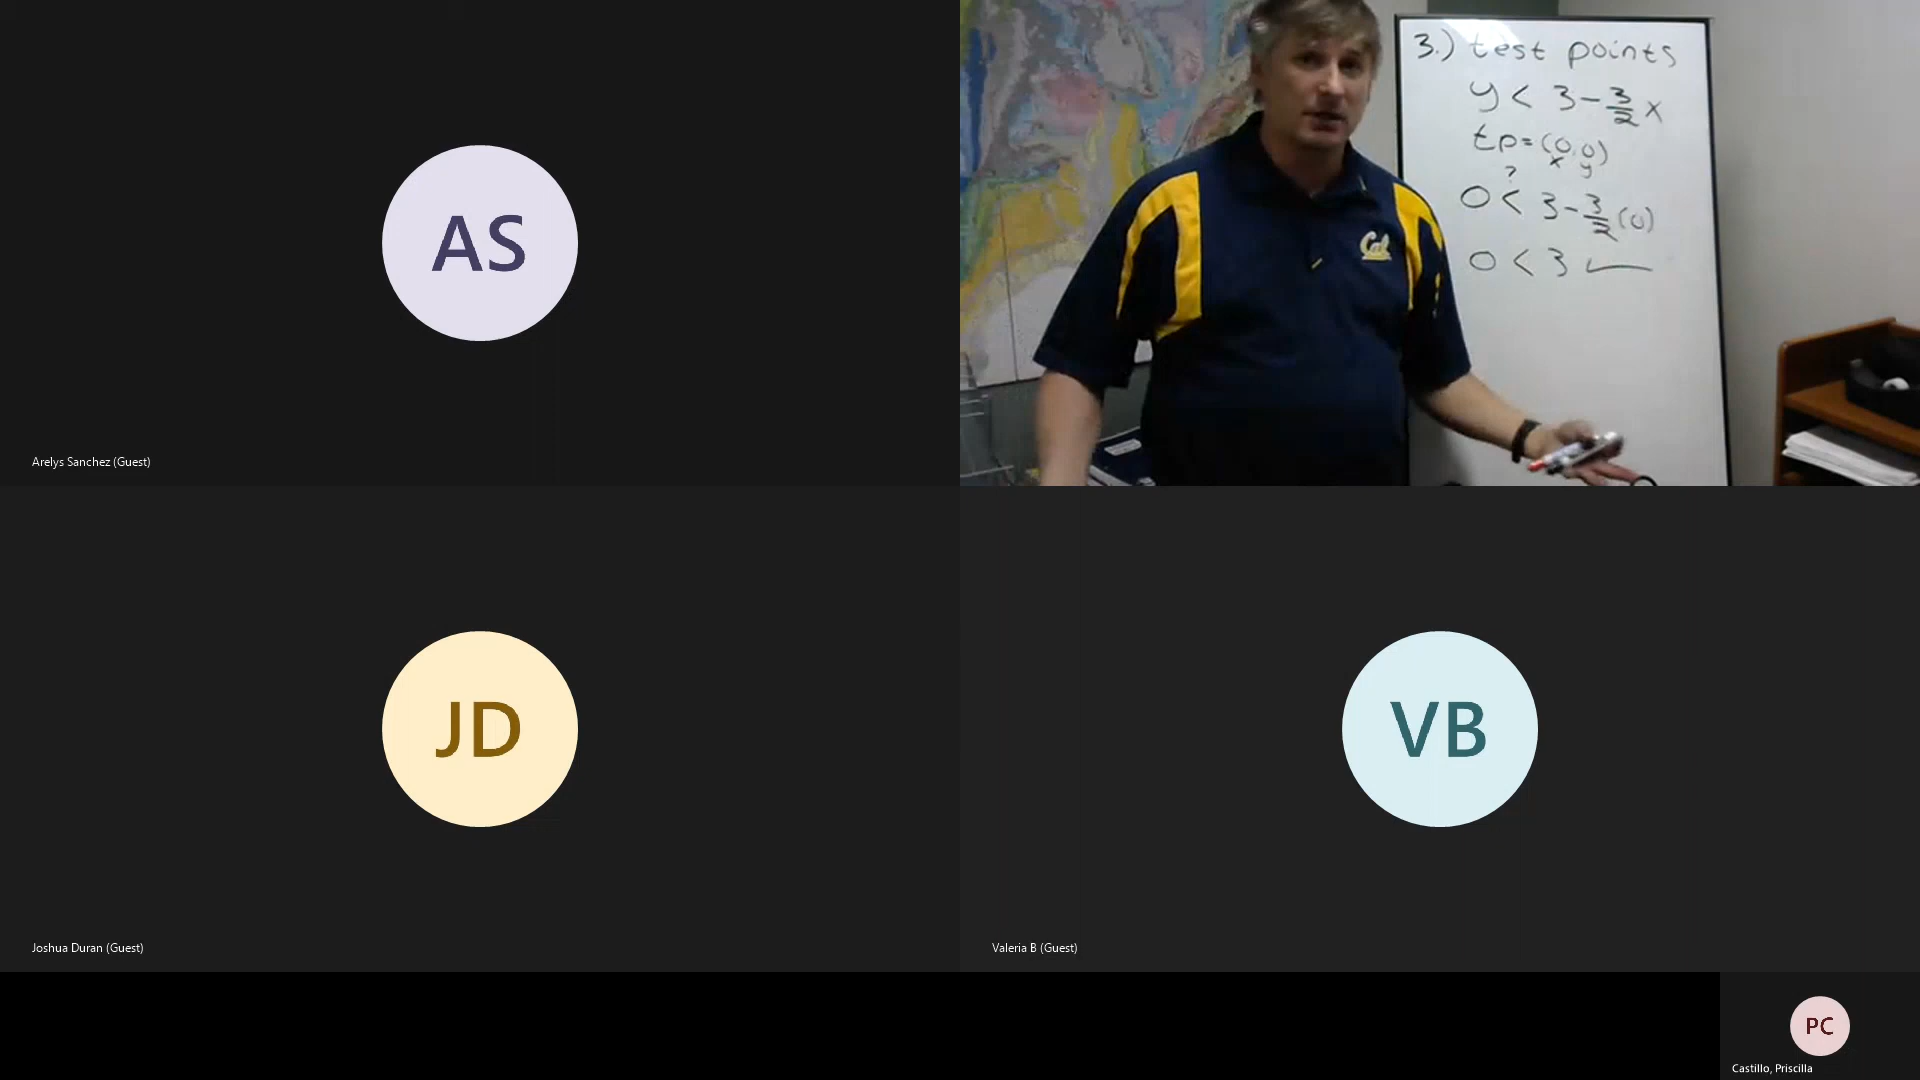 AS
Arelys Sanchez (Guest)
3.) test points
y < 3 - 3/2 x
tp = (0, 0)
x y
?
0 < 3 - 3/2 (0)
0 < 3 ✓
Cal
JD
Joshua Duran (Guest)
VB
Valeria B (Guest)
PC
Castillo, Priscilla